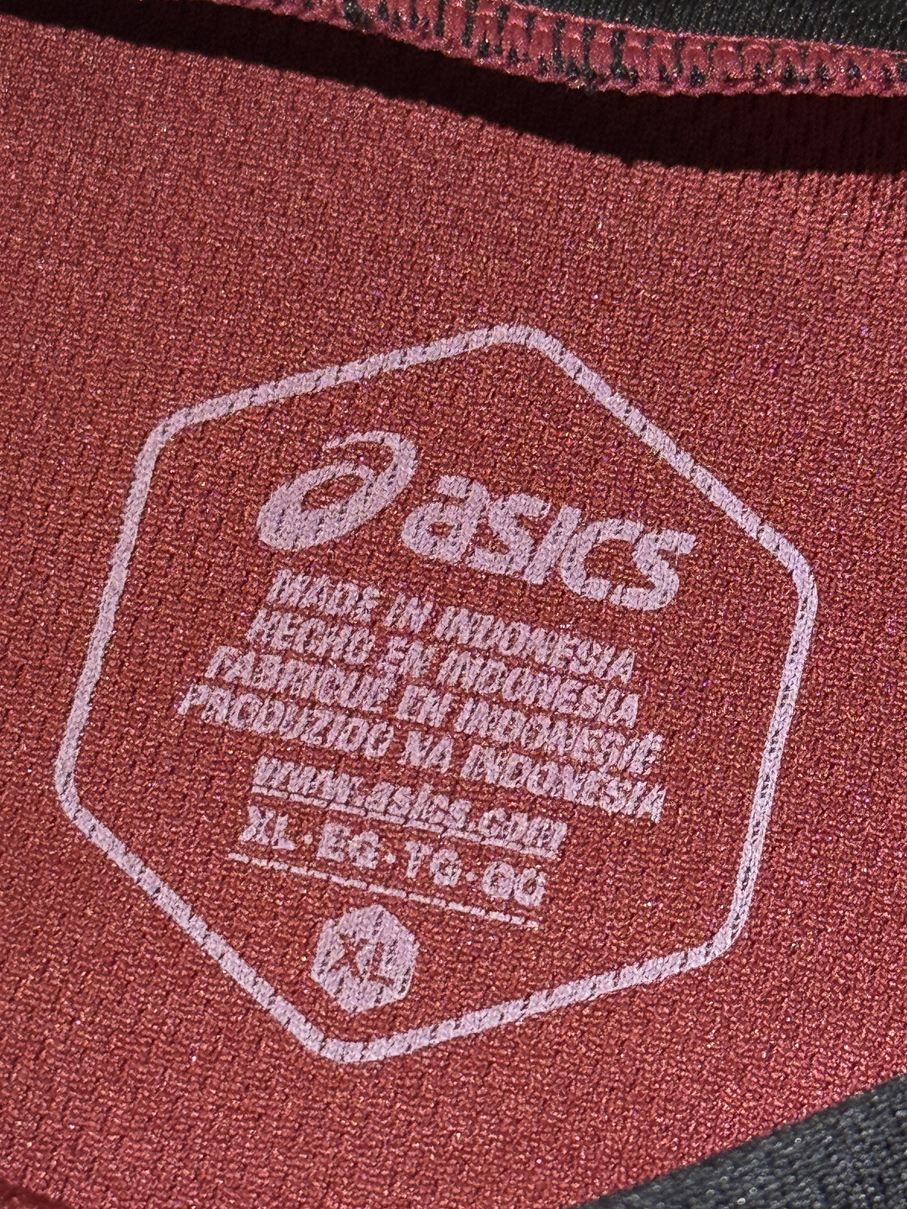 asics
MADE IN INDONESIA
HECHO EN INDONESIA
FABRIQUÉ EN INDONÉSIE
PRODUZIDO NA INDONÉSIA
www.asics.com
XL·EG·TG·GG
XL